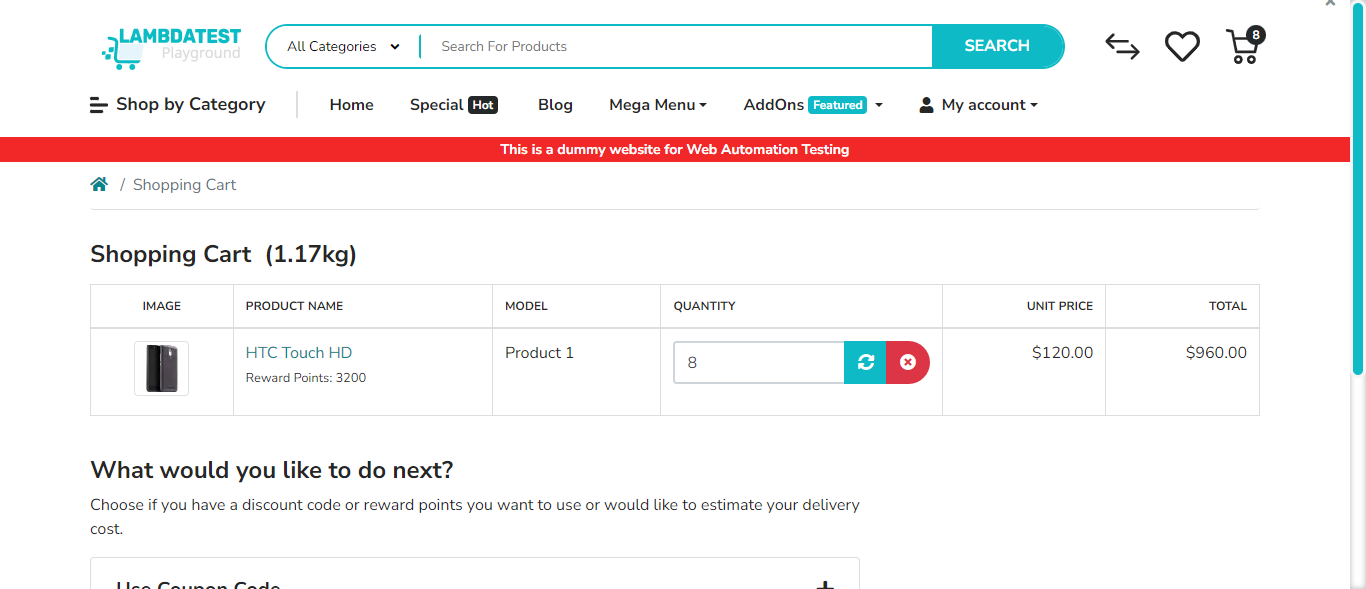 LAMBDATEST
Playground
All Categories
Search For Products
SEARCH
8
Shop by Category
Home
Special Hot
Blog
Mega Menu
AddOns Featured
My account
This is a dummy website for Web Automation Testing
/ Shopping Cart
Shopping Cart (1.17kg)
IMAGE PRODUCT NAME MODEL QUANTITY UNIT PRICE TOTAL
HTC Touch HD
Reward Points: 3200
Product 1
8
$120.00
$960.00
What would you like to do next?
Choose if you have a discount code or reward points you want to use or would like to estimate your delivery
cost.
Use Coupon Code